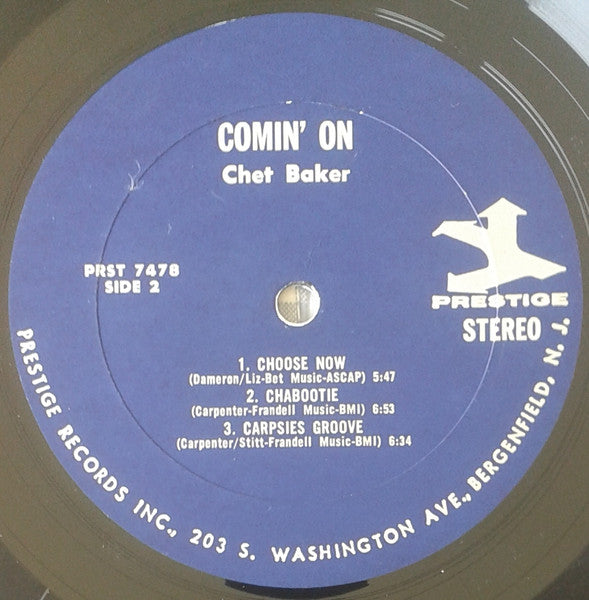 COMIN' ON
Chet Baker
PRST 7478
SIDE 2
PRESTIGE
STEREO
1. CHOOSE NOW
(Dameron/Liz-Bet Music-ASCAP) 5:47
2. CHABOOTIE
(Carpenter-Frandell Music-BMI) 6:53
3. CARPSIES GROOVE
(Carpenter/Stitt-Frandell Music-BMI) 6:34
PRESTIGE RECORDS INC., 203 S. WASHINGTON AVE., BERGENFIELD, N. J.